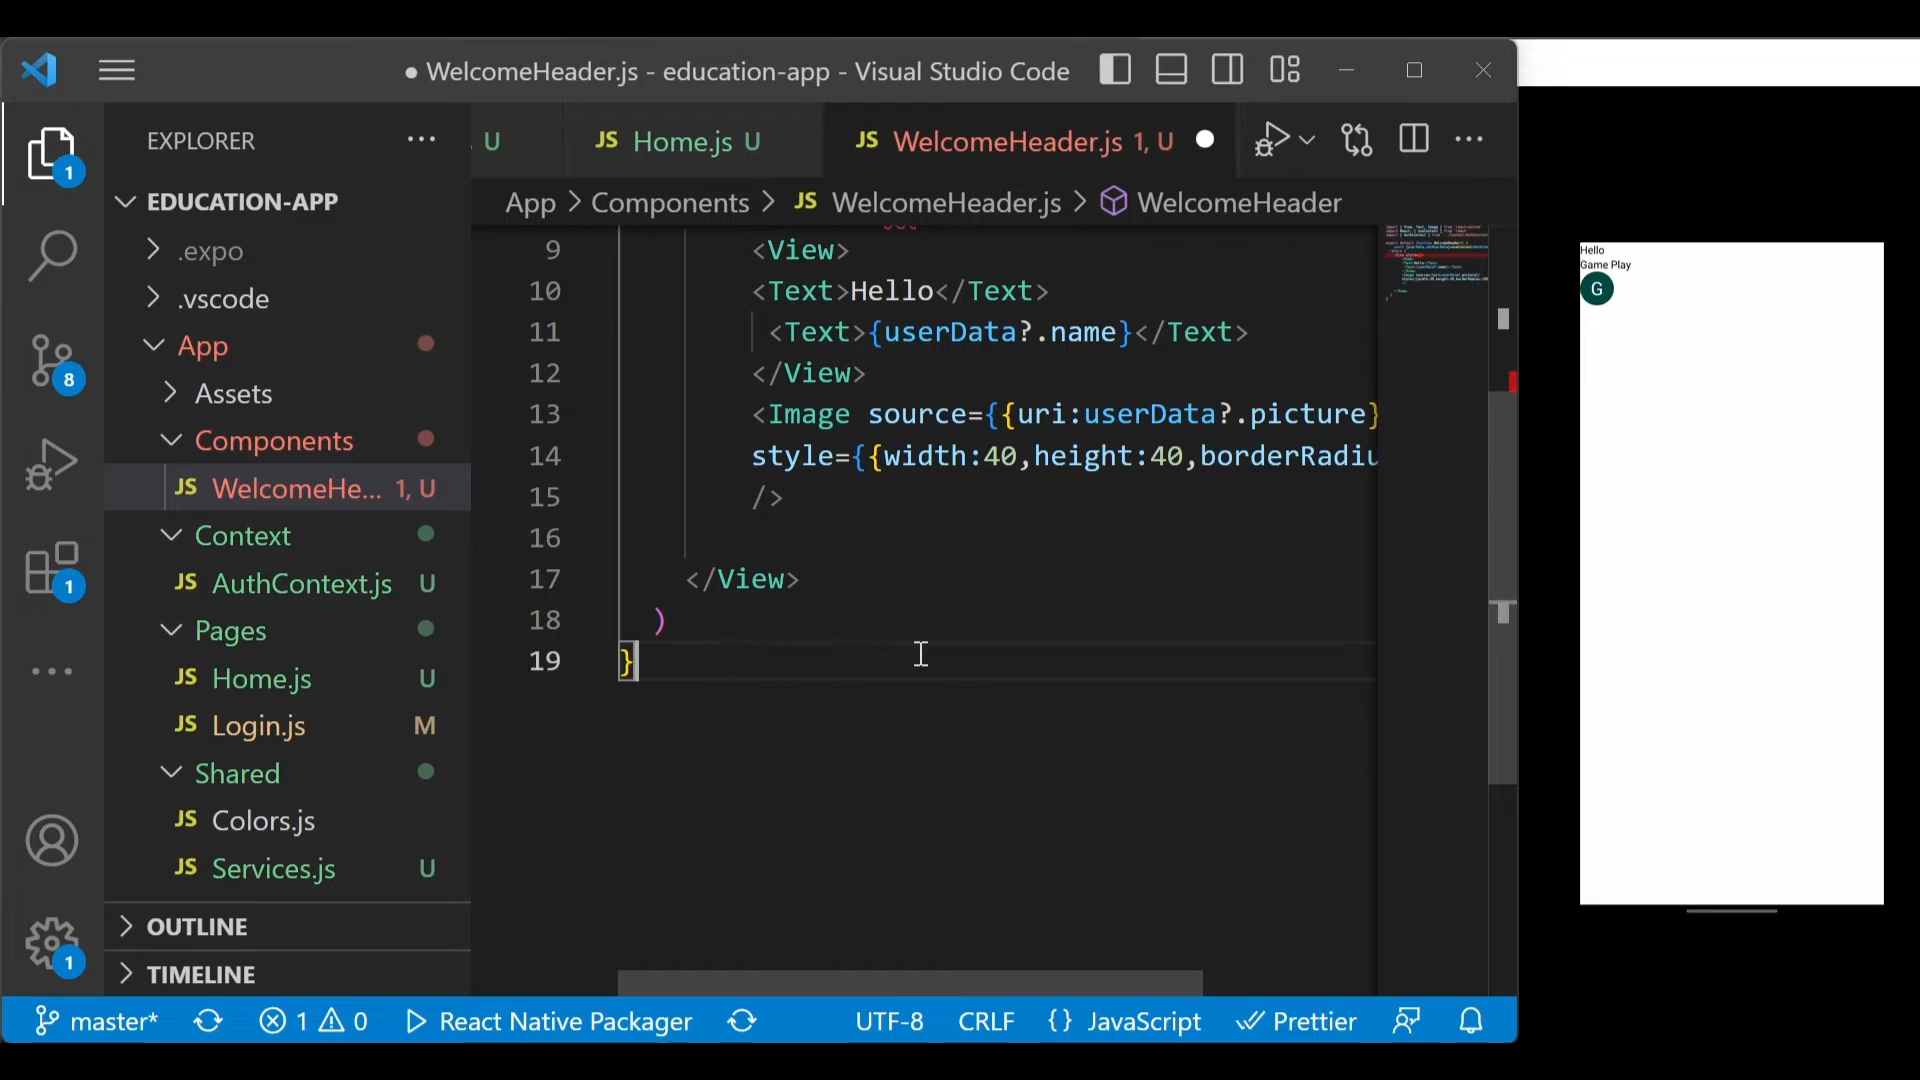 ● WelcomeHeader.js - education-app - Visual Studio Code
EXPLORER
. U
JS Home.js U
JS WelcomeHeader.js 1, U
App > Components > JS WelcomeHeader.js > WelcomeHeader
EDUCATION-APP
.expo
.vscode
App
Assets
Components
JS WelcomeHe... 1, U
Context
JS AuthContext.js U
Pages
JS Home.js U
JS Login.js M
Shared
JS Colors.js
JS Services.js U
OUTLINE
TIMELINE
1
8
1
1
9 <View>
10 <Text>Hello</Text>
11 <Text>{userData?.name}</Text>
12 </View>
13 <Image source={{uri:userData?.picture}
14 style={{width:40,height:40,borderRadiu
15 />
16
17 </View>
18 )
19 }
master* 1 0 React Native Packager UTF-8 CRLF {} JavaScript Prettier
Hello
Game Play
G